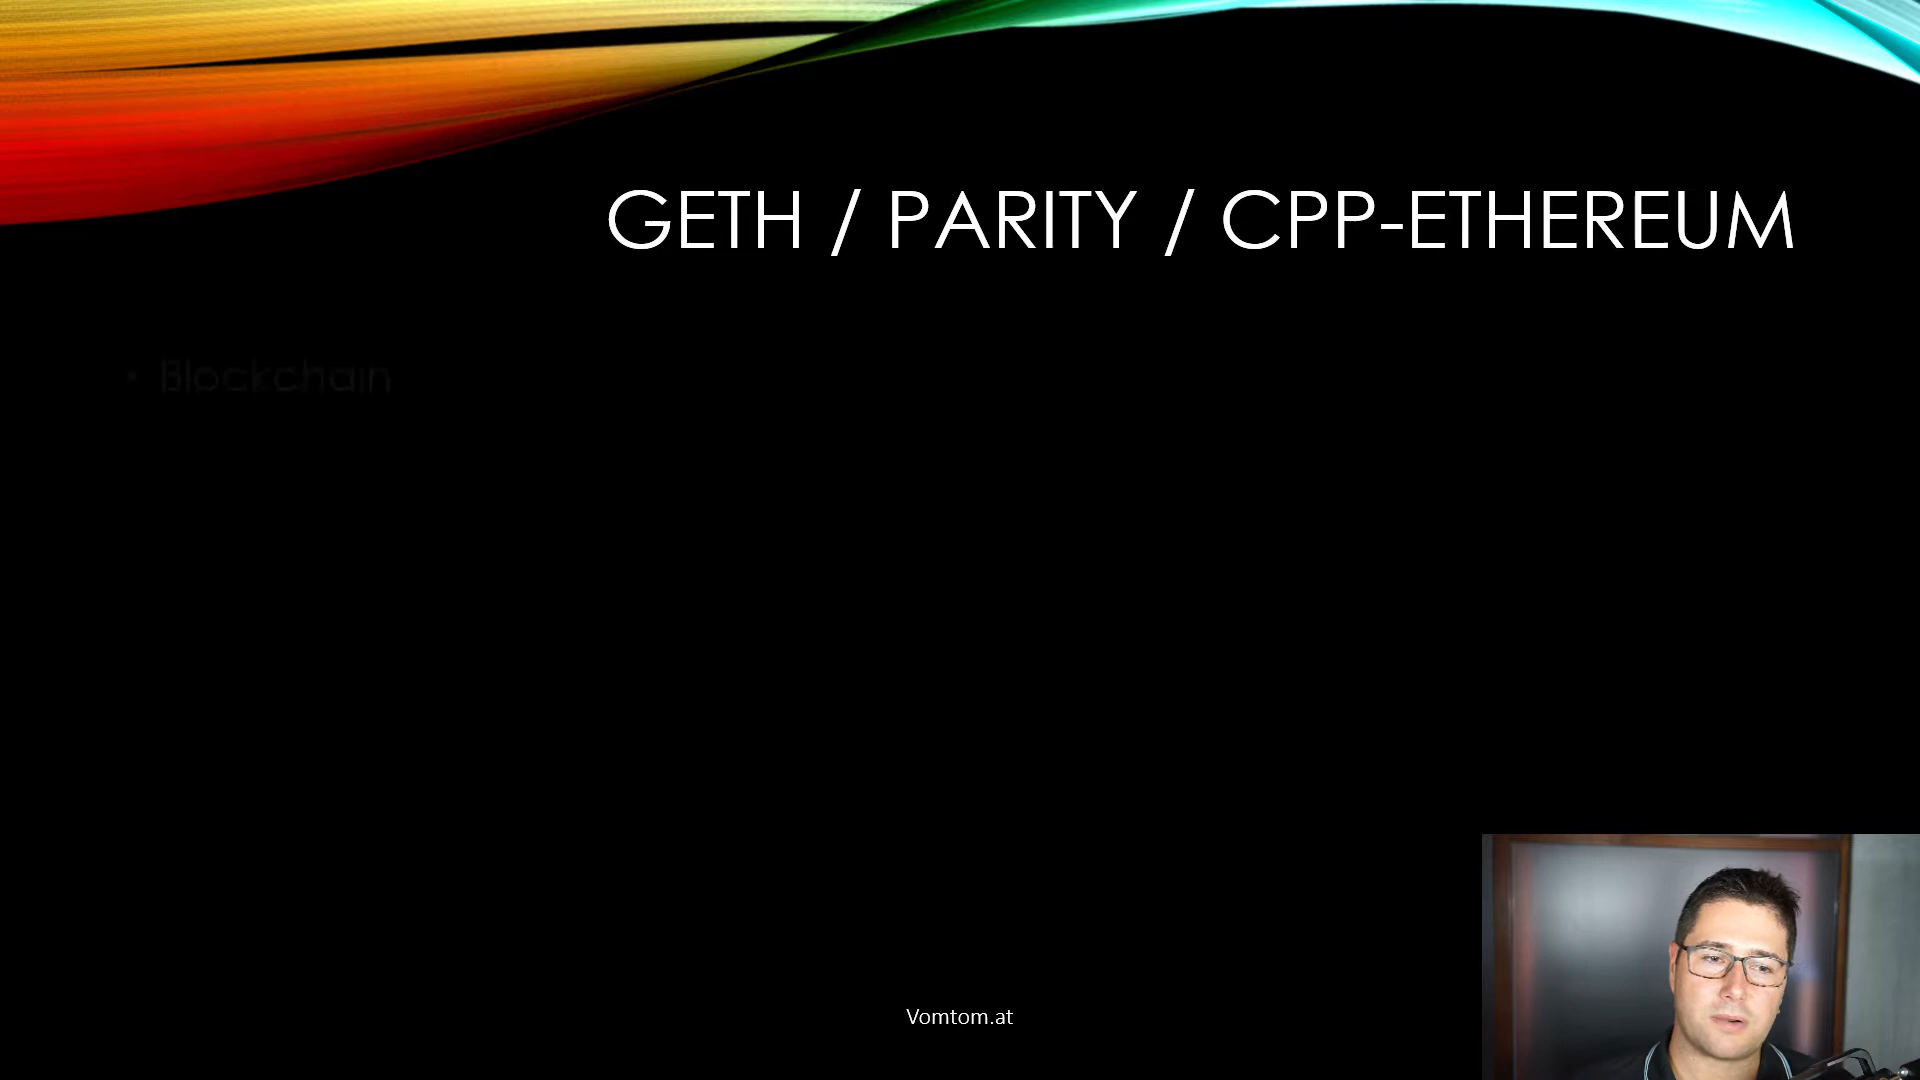 GETH / PARITY / CPP-ETHEREUM
• Blockchain
Vomtom.at